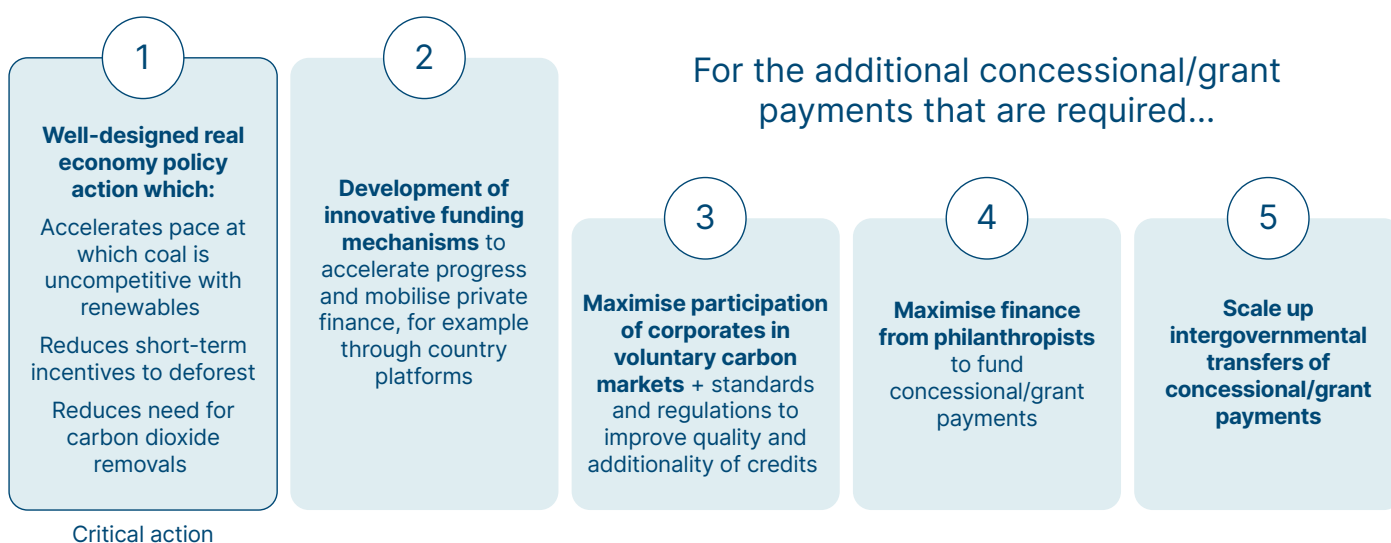 1
Well-designed real
economy policy
action which:
Accelerates pace at
which coal is
uncompetitive with
renewables
Reduces short-term
incentives to deforest
Reduces need for
carbon dioxide
removals
Critical action
2
Development of
innovative funding
mechanisms to
accelerate progress
and mobilise private
finance, for example
through country
platforms
For the additional concessional/grant
payments that are required...
3
Maximise participation
of corporates in
voluntary carbon
markets + standards
and regulations to
improve quality and
additionality of credits
4
Maximise finance
from philanthropists
to fund
concessional/grant
payments
5
Scale up
intergovernmental
transfers of
concessional/grant
payments